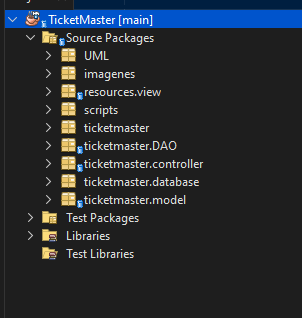 TicketMaster [main]
Source Packages
UML
imagenes
resources.view
scripts
ticketmaster
ticketmaster.DAO
ticketmaster.controller
ticketmaster.database
ticketmaster.model
Test Packages
Libraries
Test Libraries